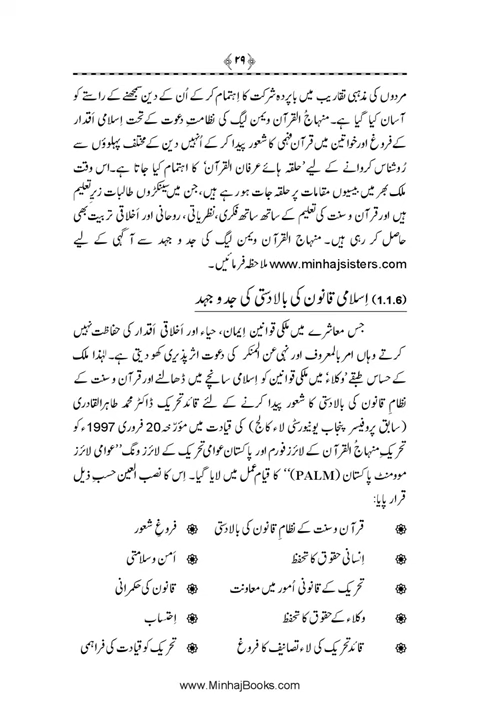 ﴿ ۲۹ ﴾
مردوں کی مذہبی تقاریب میں باپردہ شرکت کا اِہتمام کر کے اُن کے دین سمجھنے کے راستے کو
آسان کیا گیا ہے۔ منہاج القرآن ویمن لیگ کی نظامتِ دعوت کے تحت اِسلامی اَقدار
کے فروغ اور خواتین میں قرآن فہمی کا شعور پیدا کر کے اُنہیں دین کے مختلف پہلوؤں سے
رُوشناس کروانے کے لیے ’حلقہ ہائے عرفان القرآن‘ کا اہتمام کیا جاتا ہے۔ اس وقت
ملک بھر میں بیسیوں مقامات پر حلقہ جات ہو رہے ہیں، جن میں سینکڑوں طالبات زیرِ تعلیم
ہیں اور قرآن و سنت کی تعلیم کے ساتھ ساتھ فکری، نظریاتی، روحانی اور اَخلاقی تربیت بھی
حاصل کر رہی ہیں۔ منہاج القرآن ویمن لیگ کی جد و جہد سے آگہی کے لیے
www.minhajsisters.com ملاحظہ فرمائیں۔
(1.1.6) اِسلامی قانون کی بالادستی کی جد و جہد
جس معاشرے میں ملکی قوانین اِیمان، حیاء اور اَخلاقی اَقدار کی حفاظت نہیں
کرتے وہاں امر بالمعروف اور نہی عن المنکر کی دعوت اثر پذیری کھو دیتی ہے۔ لہٰذا ملک
کے حساس طبقے ’وکلاء‘ میں ملکی قوانین کو اِسلامی سانچے میں ڈھالنے اور قرآن و سنت کے
نظامِ قانون کی بالادستی کا شعور پیدا کرنے کے لئے قائدِ تحریک ڈاکٹر محمد طاہرالقادری
(سابق پروفیسر پنجاب یونیورسٹی لاء کالج) کی قیادت میں مؤرّخہ 20 فروری 1997ء کو
تحریکِ منہاج القرآن کے لائرز فورم اور پاکستان عوامی تحریک کے لائرز ونگ ’’عوامی لائرز
موومنٹ پاکستان (PALM)‘‘ کا قیام عمل میں لایا گیا۔ اِس کا نصب العین حسبِ ذیل
قرار پایا:
۞ قرآن و سنت کے نظامِ قانون کی بالادستی ۞ فروغِ شعور
۞ اِنسانی حقوق کا تحفظ ۞ اَمن و سلامتی
۞ تحریک کے قانونی اُمور میں معاونت ۞ قانون کی حکمرانی
۞ وکلاء کے حقوق کا تحفظ ۞ اِحتساب
۞ قائدِ تحریک کی لاء تصانیف کا فروغ ۞ تحریک کو قیادت کی فراہمی
www.MinhajBooks.com